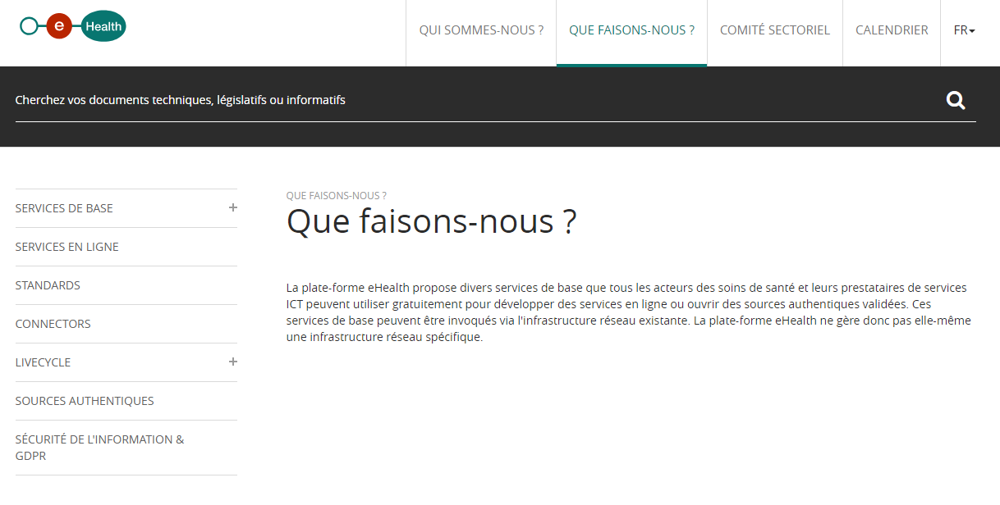 e Health
QUI SOMMES-NOUS ?
QUE FAISONS-NOUS ?
COMITÉ SECTORIEL
CALENDRIER
FR
Cherchez vos documents techniques, législatifs ou informatifs
SERVICES DE BASE +
SERVICES EN LIGNE
STANDARDS
CONNECTORS
LIVECYCLE +
SOURCES AUTHENTIQUES
SÉCURITÉ DE L'INFORMATION &
GDPR
QUE FAISONS-NOUS ?
Que faisons-nous ?
La plate-forme eHealth propose divers services de base que tous les acteurs des soins de santé et leurs prestataires de services
ICT peuvent utiliser gratuitement pour développer des services en ligne ou ouvrir des sources authentiques validées. Ces
services de base peuvent être invoqués via l'infrastructure réseau existante. La plate-forme eHealth ne gère donc pas elle-même
une infrastructure réseau spécifique.